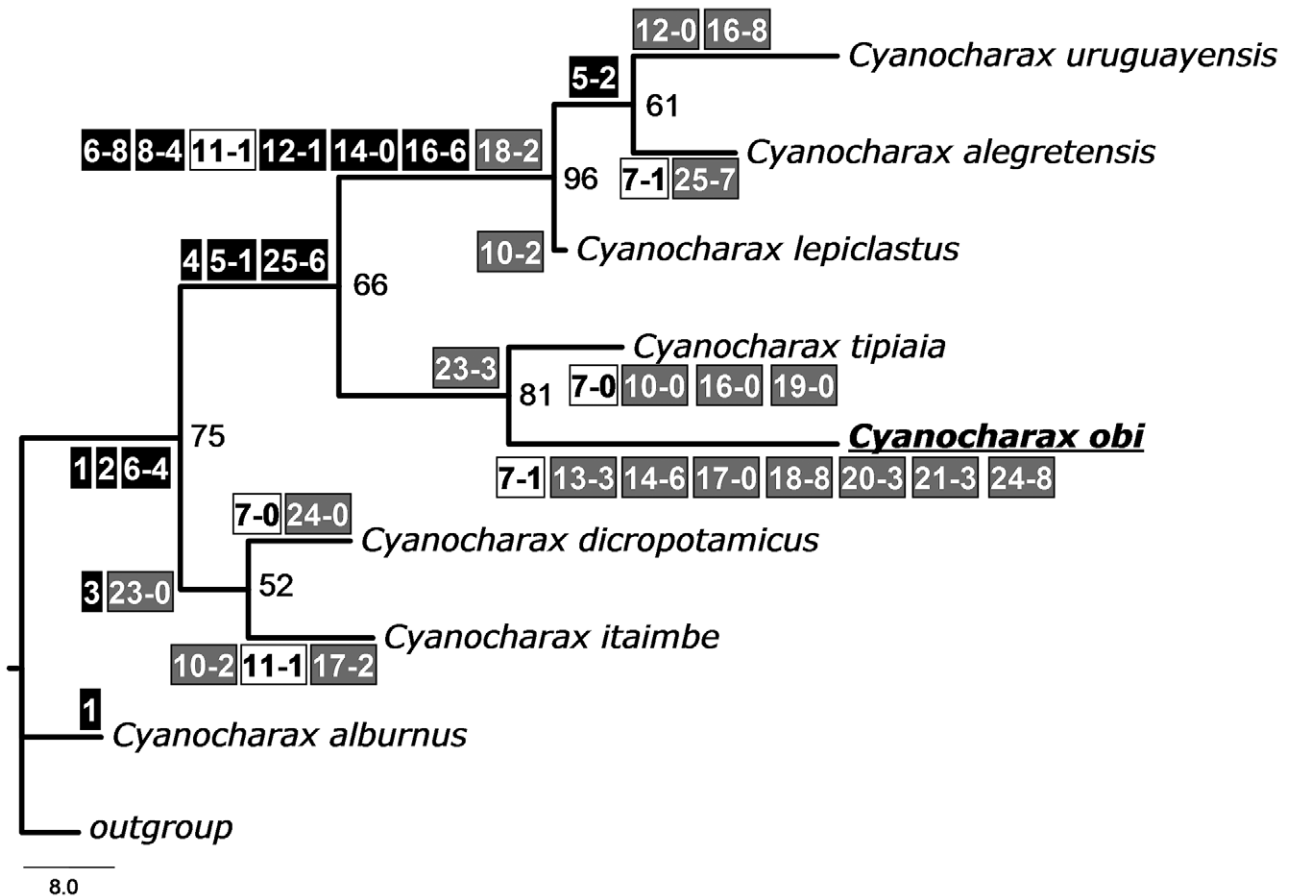 12-0 16-8
Cyanocharax uruguayensis
5-2
61
6-8 8-4 11-1 12-1 14-0 16-6 18-2
Cyanocharax alegretensis
96
7-1 25-7
10-2
Cyanocharax lepiclastus
4 5-1 25-6
66
Cyanocharax tipiaia
23-3
7-0 10-0 16-0 19-0
81
75
Cyanocharax obi
1 2 6-4
7-1 13-3 14-6 17-0 18-8 20-3 21-3 24-8
7-0 24-0
Cyanocharax dicropotamicus
3 23-0
52
Cyanocharax itaimbe
10-2 11-1 17-2
1
Cyanocharax alburnus
outgroup
8.0